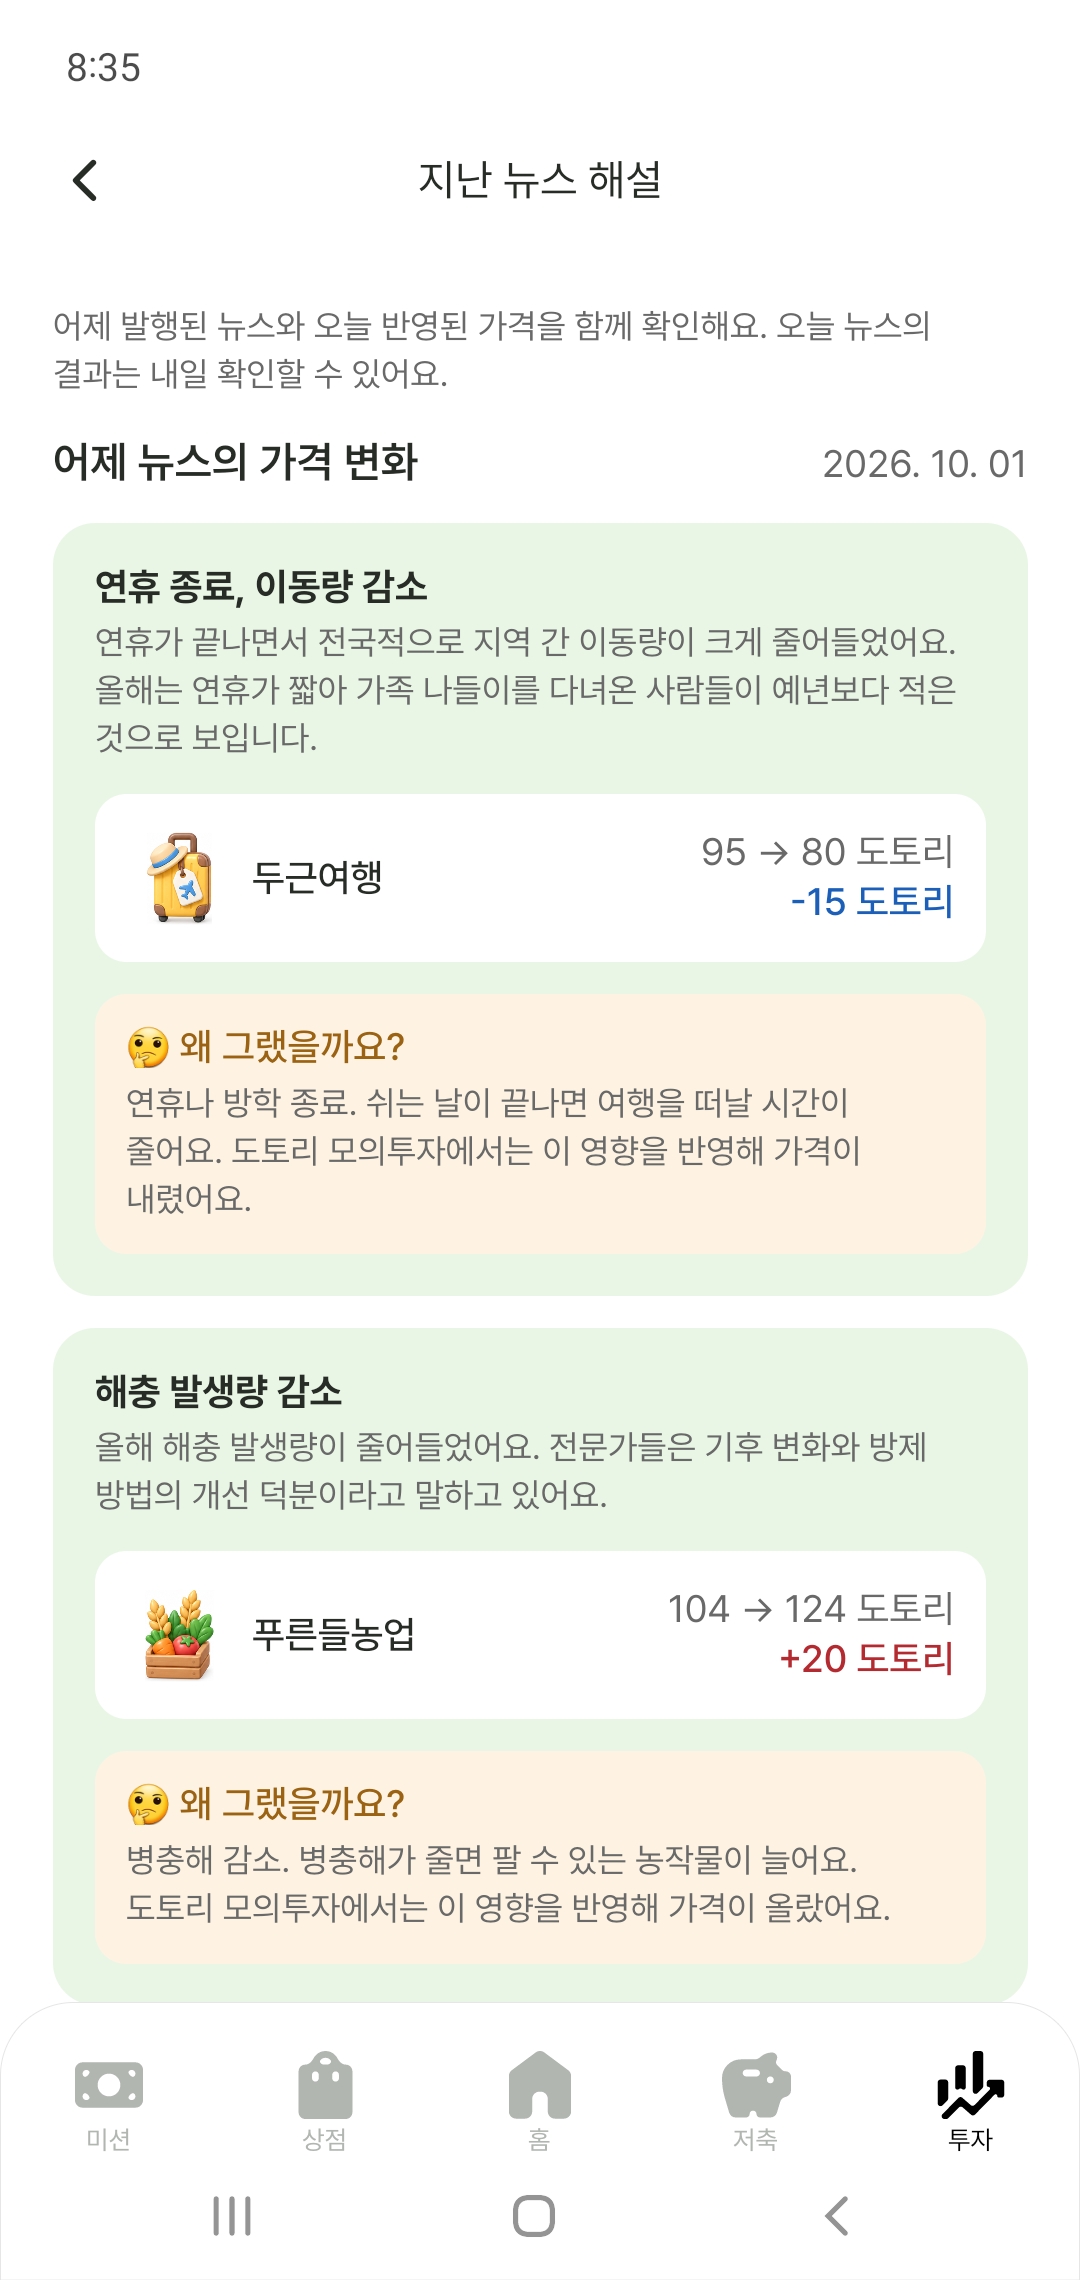 8:35
지난 뉴스 해설
어제 발행된 뉴스와 오늘 반영된 가격을 함께 확인해요. 오늘 뉴스의
결과는 내일 확인할 수 있어요.
어제 뉴스의 가격 변화
2026. 10. 01
연휴 종료, 이동량 감소
연휴가 끝나면서 전국적으로 지역 간 이동량이 크게 줄어들었어요.
올해는 연휴가 짧아 가족 나들이를 다녀온 사람들이 예년보다 적은
것으로 보입니다.
두근여행
95 → 80 도토리
-15 도토리
🤔 왜 그랬을까요?
연휴나 방학 종료. 쉬는 날이 끝나면 여행을 떠날 시간이
줄어요. 도토리 모의투자에서는 이 영향을 반영해 가격이
내렸어요.
해충 발생량 감소
올해 해충 발생량이 줄어들었어요. 전문가들은 기후 변화와 방제
방법의 개선 덕분이라고 말하고 있어요.
푸른들농업
104 → 124 도토리
+20 도토리
🤔 왜 그랬을까요?
병충해 감소. 병충해가 줄면 팔 수 있는 농작물이 늘어요.
도토리 모의투자에서는 이 영향을 반영해 가격이 올랐어요.
미션
상점
홈
저축
투자